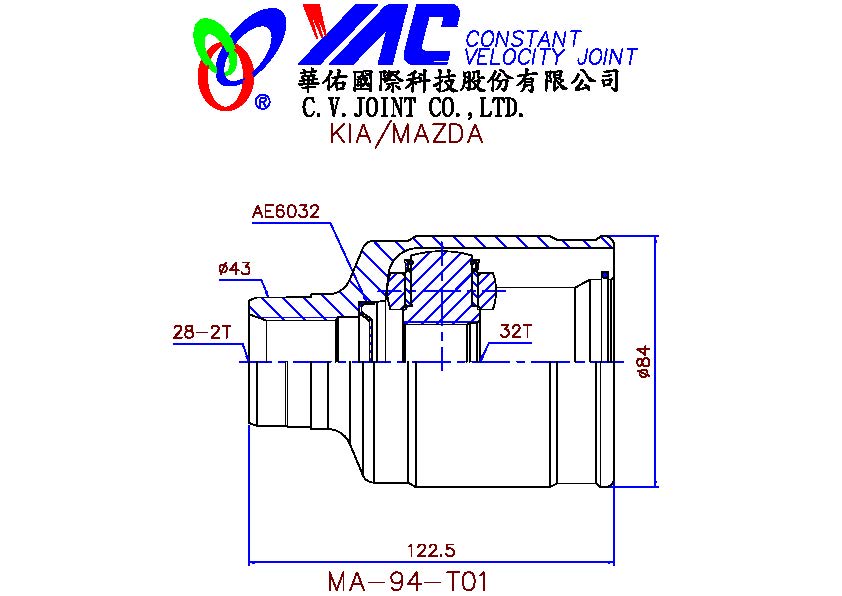 YAC CONSTANT
VELOCITY JOINT
®
華佑國際科技股份有限公司
C.V.JOINT CO.,LTD.
KIA/MAZDA
AE6032
ø43
28-2T
32T
ø84
122.5
MA-94-T01